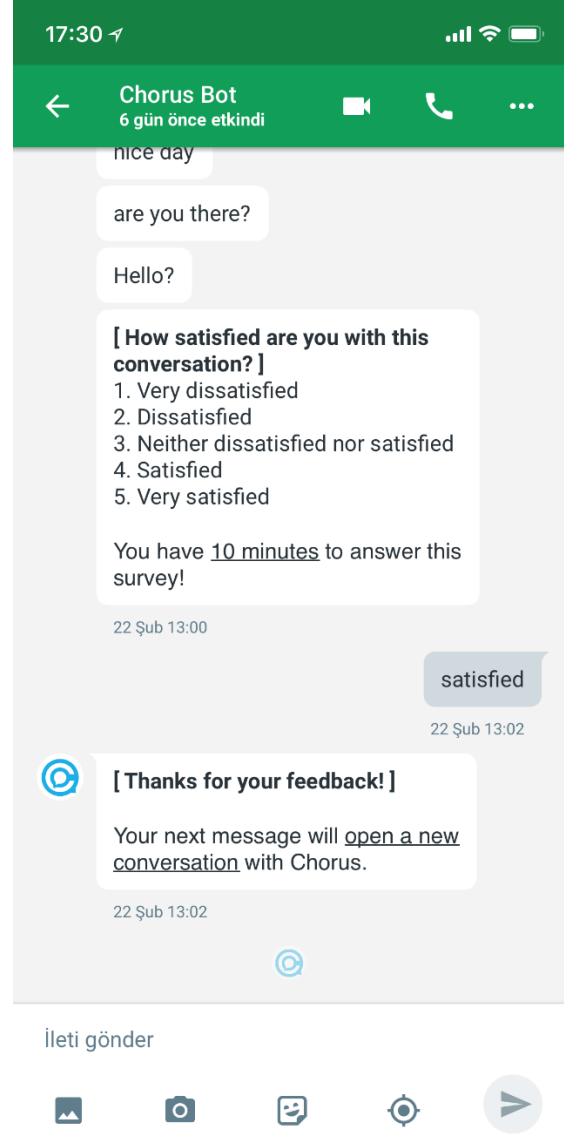 17:30
Chorus Bot
6 gün önce etkindi
nice day
are you there?
Hello?
[ How satisfied are you with this
conversation? ]
1. Very dissatisfied
2. Dissatisfied
3. Neither dissatisfied nor satisfied
4. Satisfied
5. Very satisfied
You have 10 minutes to answer this
survey!
22 Şub 13:00
satisfied
22 Şub 13:02
[ Thanks for your feedback! ]
Your next message will open a new
conversation with Chorus.
22 Şub 13:02
İleti gönder